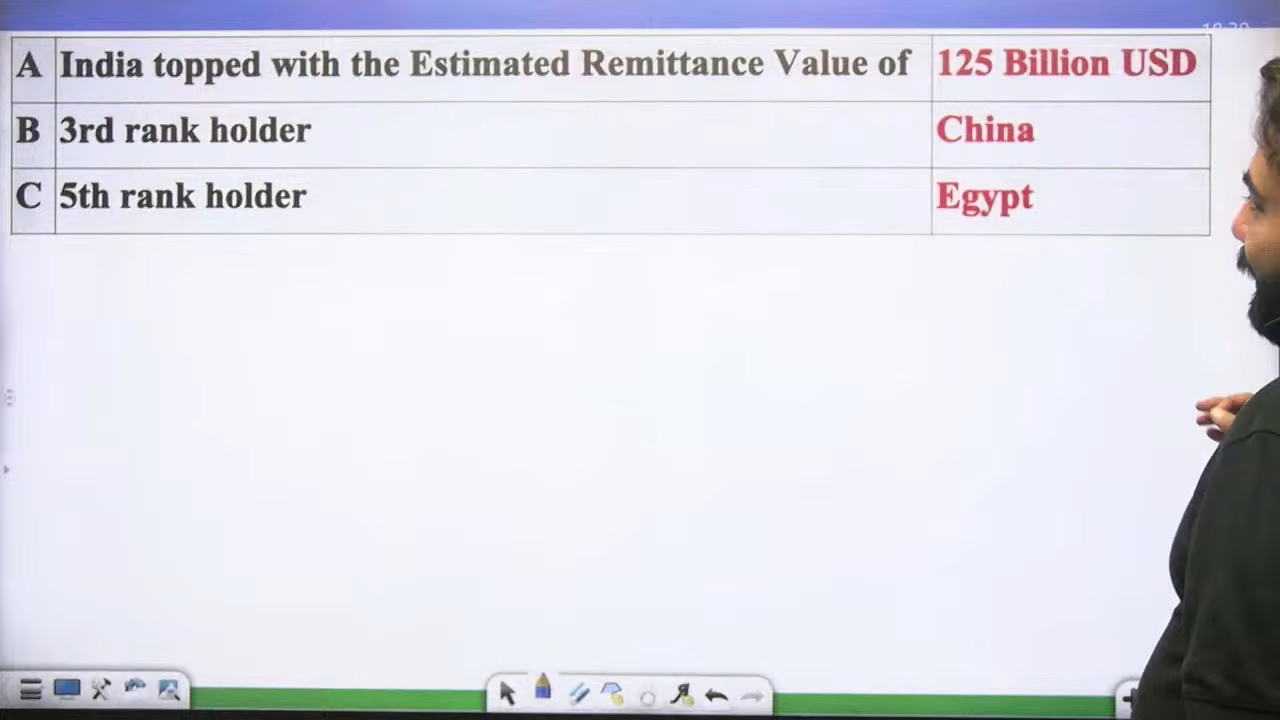 A India topped with the Estimated Remittance Value of 125 Billion USD
B 3rd rank holder China
C 5th rank holder Egypt